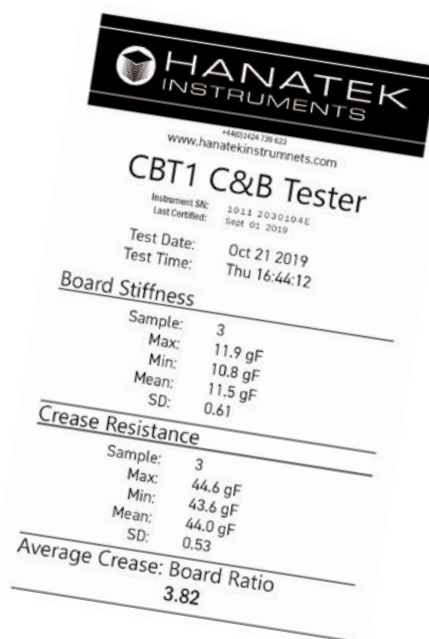 HANATEK
INSTRUMENTS
+44(0)1424 739 623
www.hanatekinstrumnets.com
CBT1 C&B Tester
Instrument SN: 1011 2030104E
Last Certified: Sept 01 2019
Test Date: Oct 21 2019
Test Time: Thu 16:44:12
Board Stiffness
Sample: 3
Max: 11.9 gF
Min: 10.8 gF
Mean: 11.5 gF
SD: 0.61
Crease Resistance
Sample: 3
Max: 44.6 gF
Min: 43.6 gF
Mean: 44.0 gF
SD: 0.53
Average Crease: Board Ratio
3.82